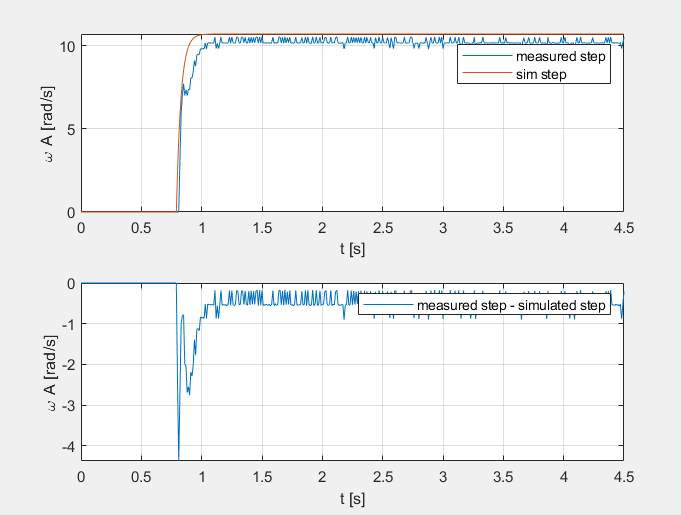 10
5
0
ω A [rad/s]
measured step
sim step
0 0.5 1 1.5 2 2.5 3 3.5 4 4.5
t [s]
0
-1
-2
-3
-4
ω A [rad/s]
measured step - simulated step
0 0.5 1 1.5 2 2.5 3 3.5 4 4.5
t [s]